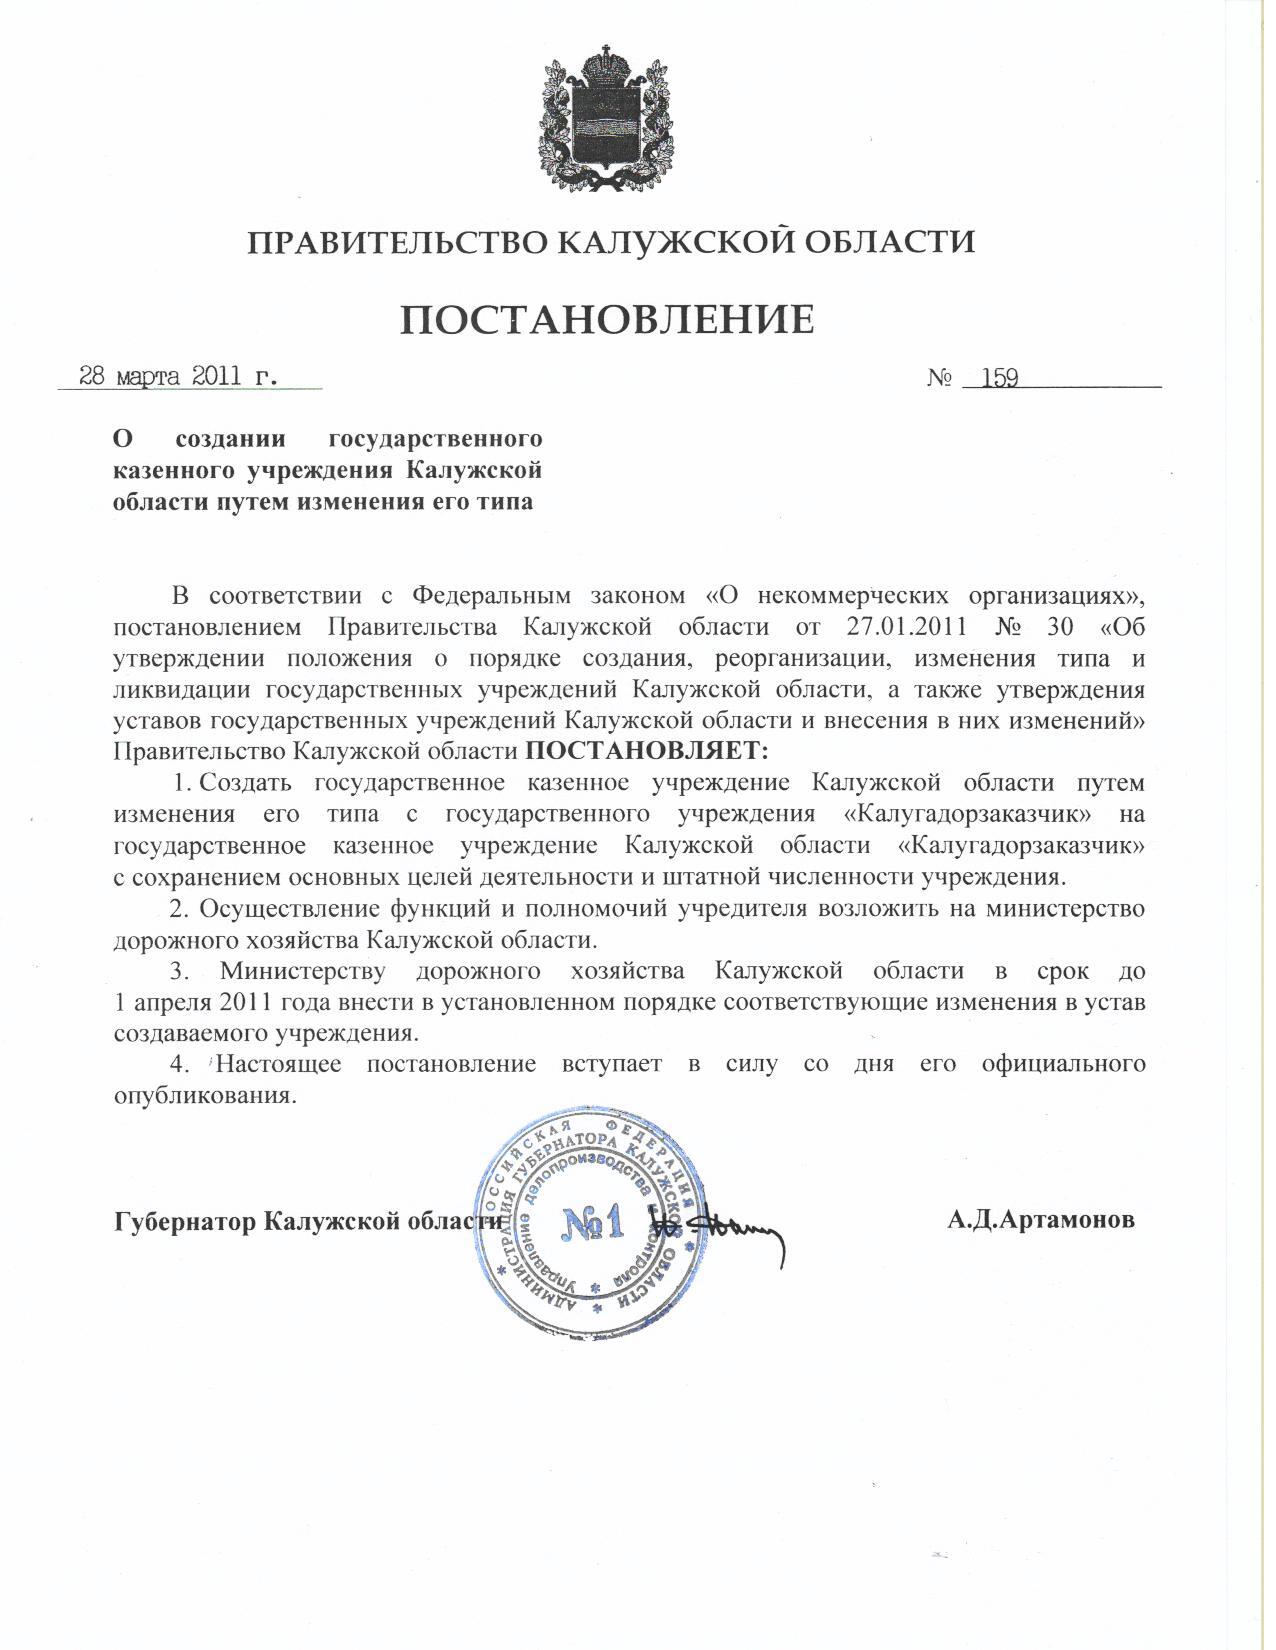 ПРАВИТЕЛЬСТВО КАЛУЖСКОЙ ОБЛАСТИ
ПОСТАНОВЛЕНИЕ
28 марта 2011 г. № 159
О создании государственного
казенного учреждения Калужской
области путем изменения его типа
В соответствии с Федеральным законом «О некоммерческих организациях»,
постановлением Правительства Калужской области от 27.01.2011 № 30 «Об
утверждении положения о порядке создания, реорганизации, изменения типа и
ликвидации государственных учреждений Калужской области, а также утверждения
уставов государственных учреждений Калужской области и внесения в них изменений»
Правительство Калужской области ПОСТАНОВЛЯЕТ:
1. Создать государственное казенное учреждение Калужской области путем
изменения его типа с государственного учреждения «Калугадорзаказчик» на
государственное казенное учреждение Калужской области «Калугадорзаказчик»
с сохранением основных целей деятельности и штатной численности учреждения.
2. Осуществление функций и полномочий учредителя возложить на министерство
дорожного хозяйства Калужской области.
3. Министерству дорожного хозяйства Калужской области в срок до
1 апреля 2011 года внести в установленном порядке соответствующие изменения в устав
создаваемого учреждения.
4. Настоящее постановление вступает в силу со дня его официального
опубликования.
Губернатор Калужской области А.Д.Артамонов
РОССИЙСКАЯ ФЕДЕРАЦИЯ
АДМИНИСТРАЦИЯ ГУБЕРНАТОРА КАЛУЖСКОЙ ОБЛАСТИ
Управление делопроизводства и контроля
№1